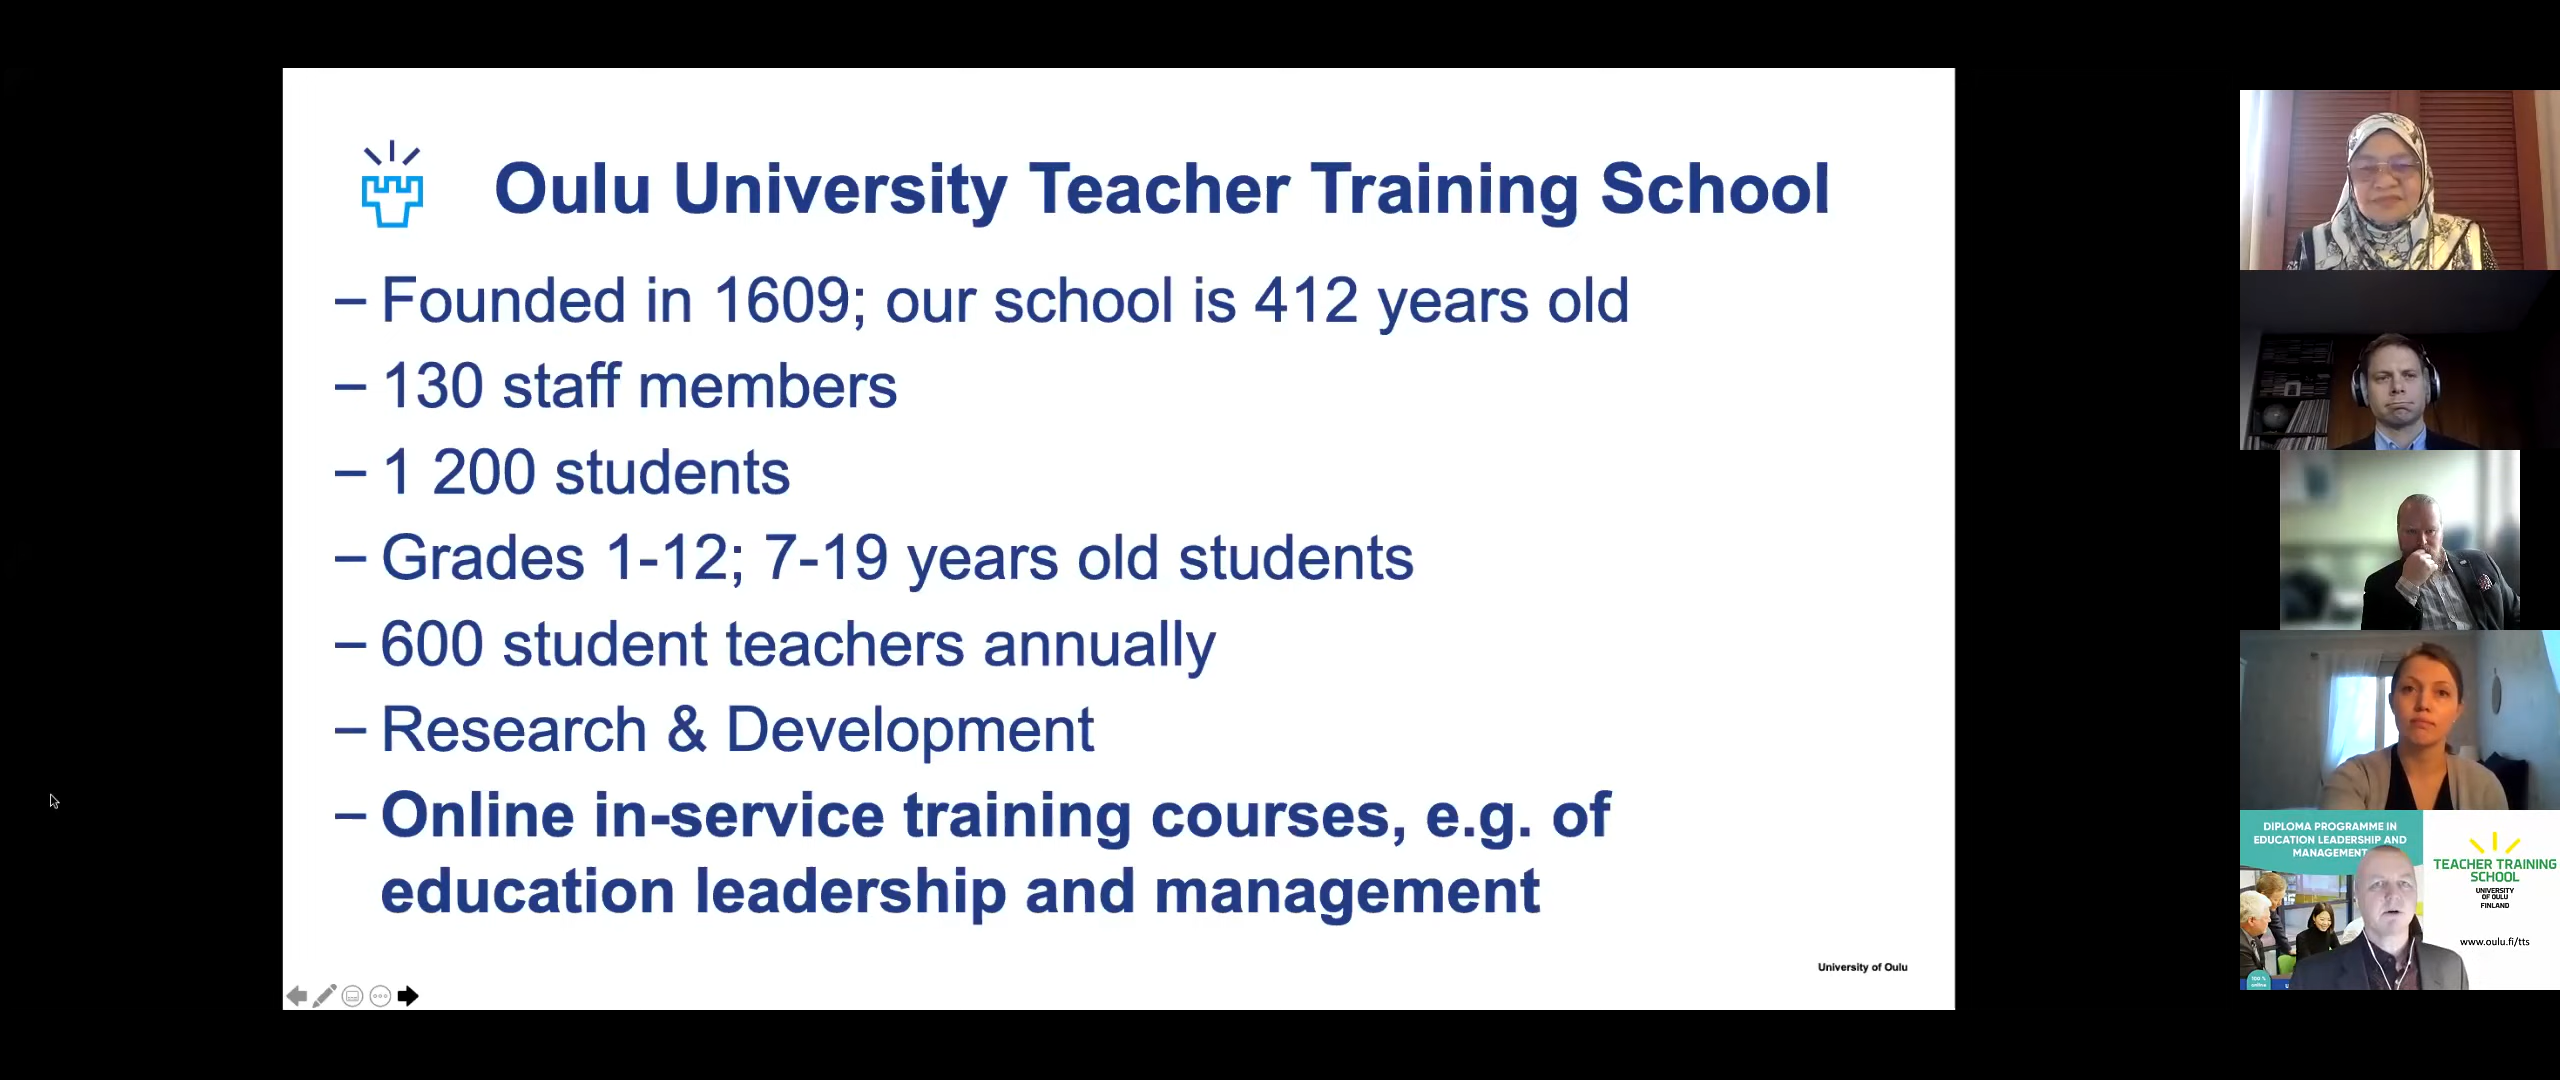 Oulu University Teacher Training School
– Founded in 1609; our school is 412 years old
– 130 staff members
– 1 200 students
– Grades 1-12; 7-19 years old students
– 600 student teachers annually
– Research & Development
– Online in-service training courses, e.g. of
education leadership and management
University of Oulu
DIPLOMA PROGRAMME IN
EDUCATION LEADERSHIP AND
MANAGEMENT
TEACHER TRAINING
SCHOOL
UNIVERSITY
OF OULU
FINLAND
www.oulu.fi/tts
100 %
online